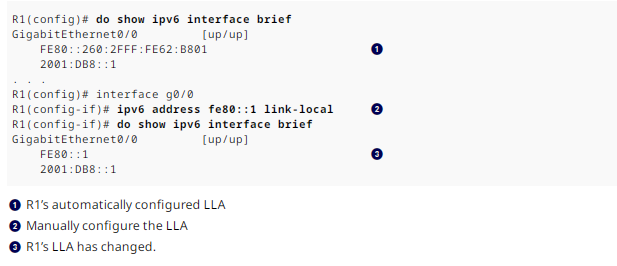 R1(config)# do show ipv6 interface brief
GigabitEthernet0/0 [up/up]
FE80::260:2FFF:FE62:B801 1
2001:DB8::1
. . .
R1(config)# interface g0/0
R1(config-if)# ipv6 address fe80::1 link-local 2
R1(config-if)# do show ipv6 interface brief
GigabitEthernet0/0 [up/up]
FE80::1 3
2001:DB8::1
1 R1’s automatically configured LLA
2 Manually configure the LLA
3 R1’s LLA has changed.